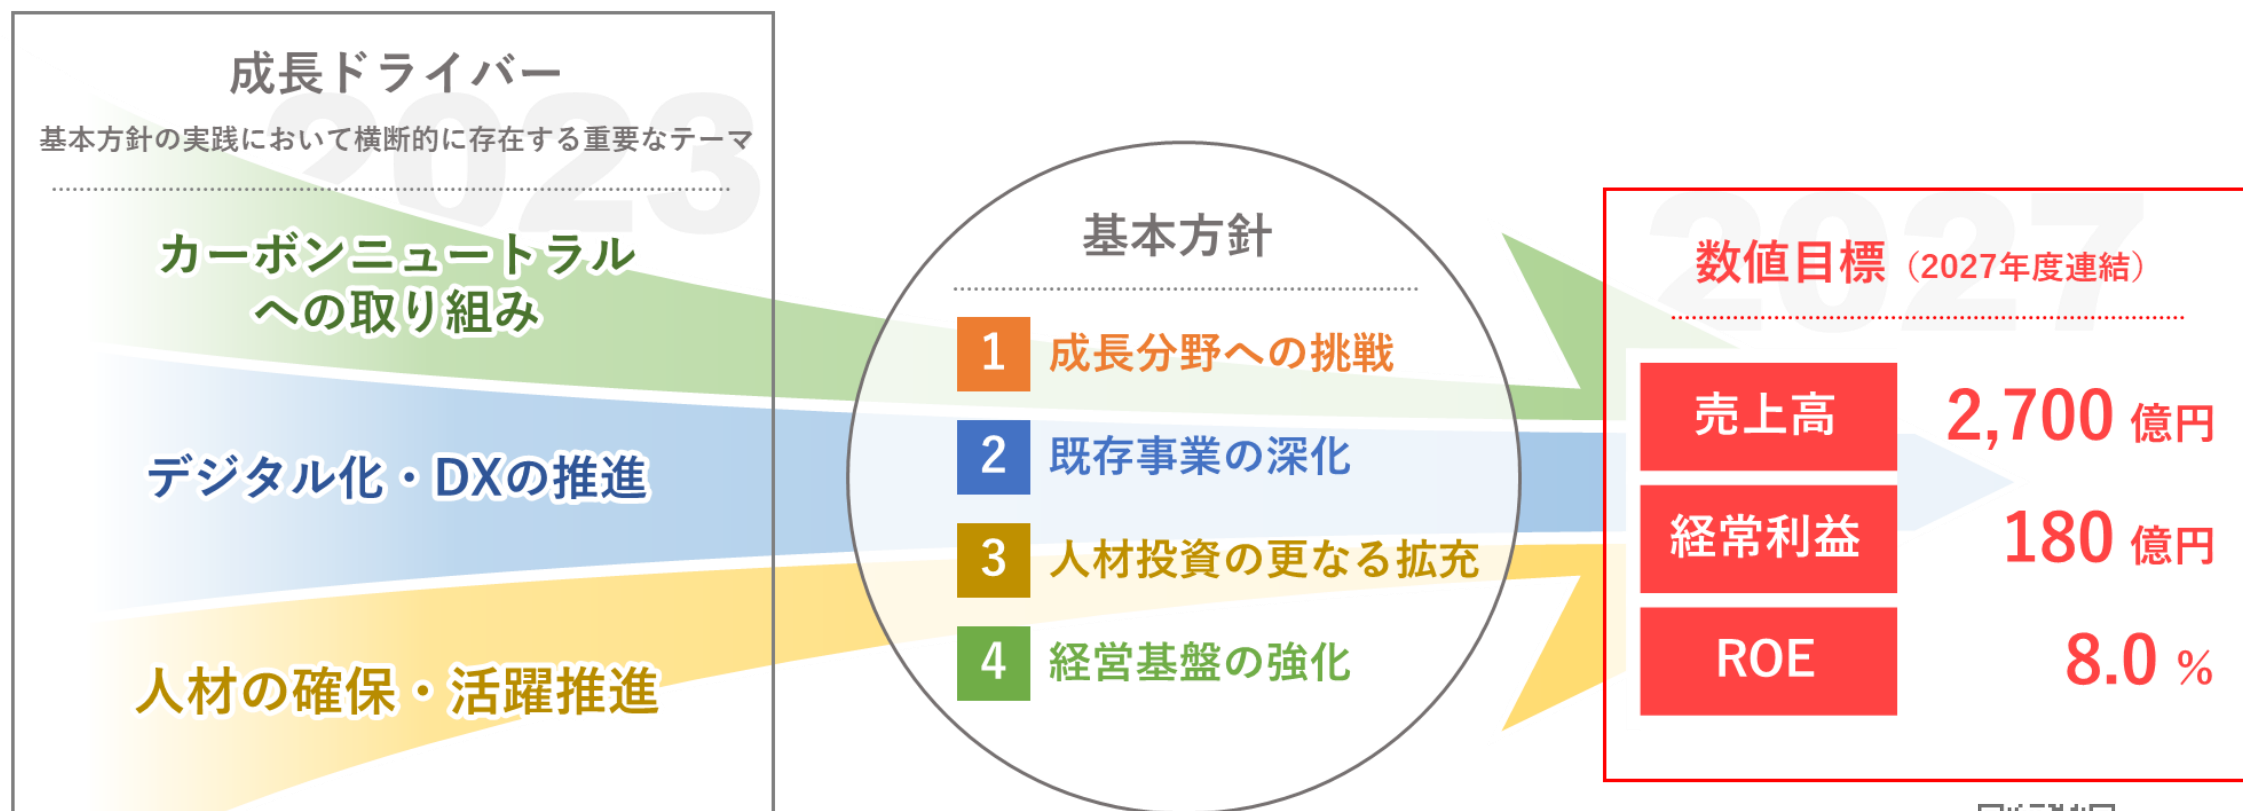 成長ドライバー
2023
基本方針の実践において横断的に存在する重要なテーマ
カーボンニュートラル
への取り組み
デジタル化・DXの推進
人材の確保・活躍推進
基本方針
1 成長分野への挑戦
2 既存事業の深化
3 人材投資の更なる拡充
4 経営基盤の強化
2027
数値目標（2027年度連結）
売上高 2,700 億円
経常利益 180 億円
ROE 8.0 %